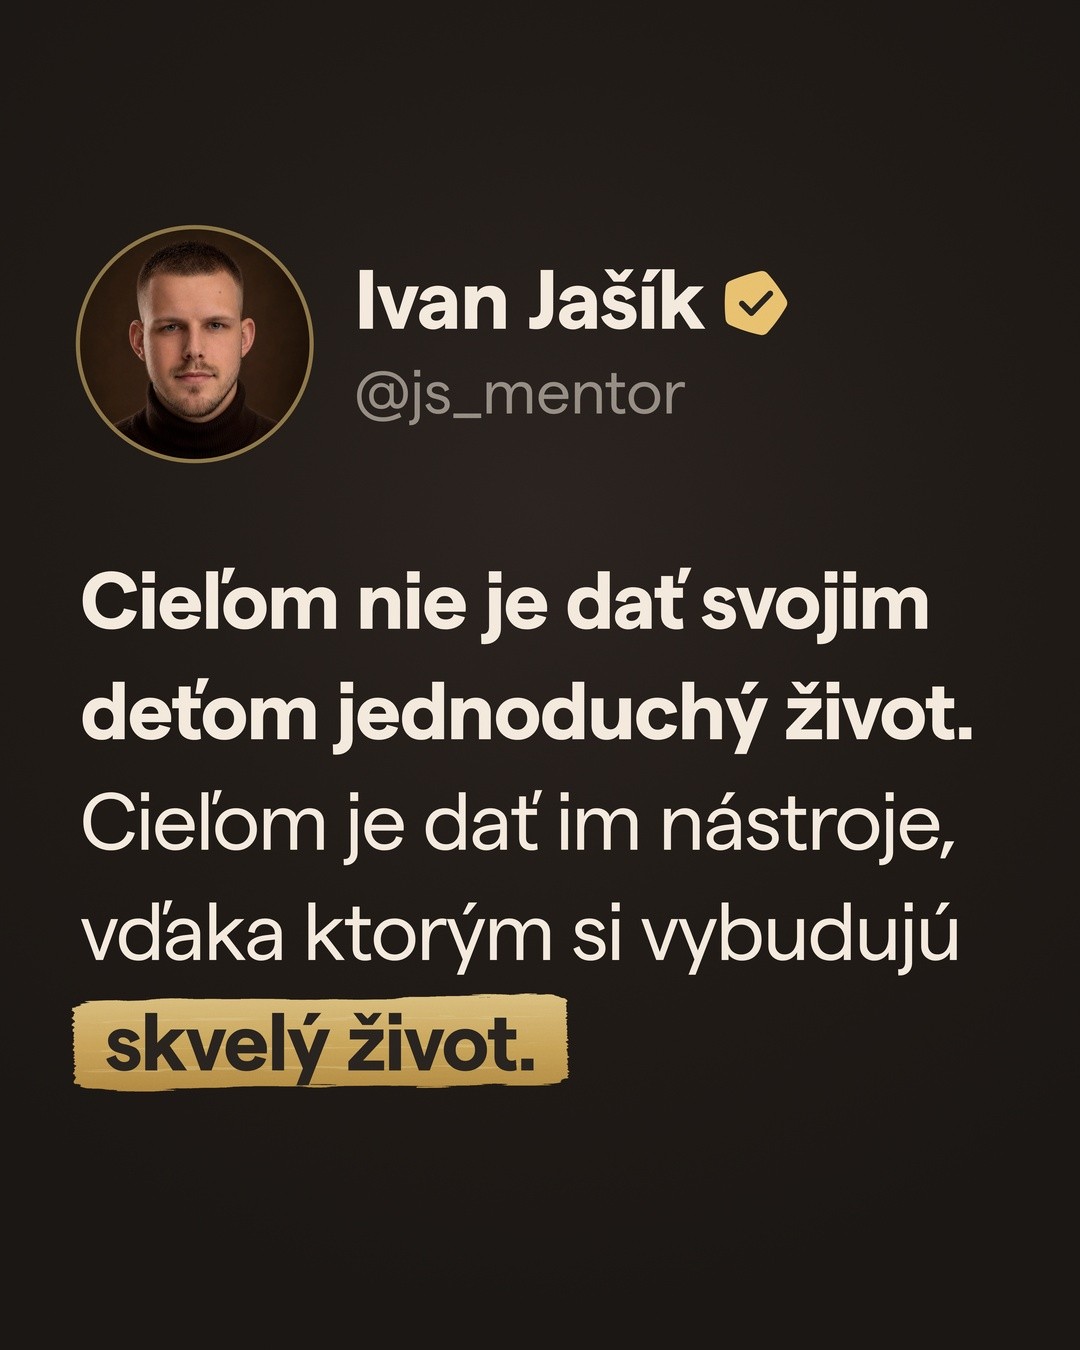 Ivan Jašík
@js_mentor
Cieľom nie je dať svojim
deťom jednoduchý život.
Cieľom je dať im nástroje,
vďaka ktorým si vybudujú
skvelý život.